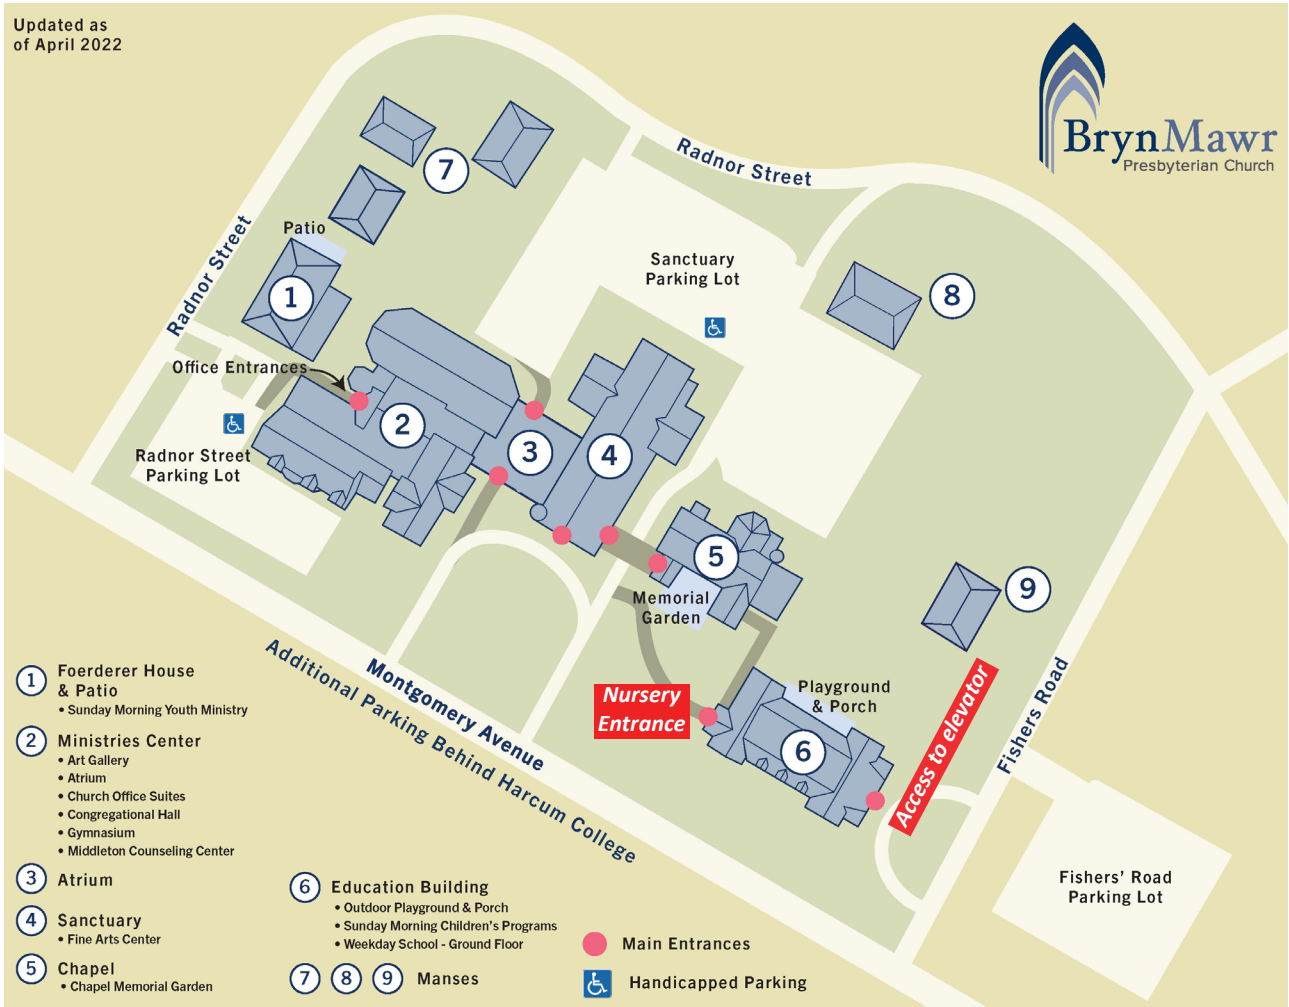 Updated as
of April 2022
BrynMawr
Presbyterian Church
Radnor Street
7
Radnor Street
Patio
1
Sanctuary
Parking Lot
8
Office Entrances
2
3
4
Radnor Street
Parking Lot
5
Memorial
Garden
9
Montgomery Avenue
Additional Parking Behind Harcum College
Nursery
Entrance
Playground
& Porch
6
Access to elevator
Fishers Road
Fishers' Road
Parking Lot
1 Foerderer House
& Patio
• Sunday Morning Youth Ministry
2 Ministries Center
• Art Gallery
• Atrium
• Church Office Suites
• Congregational Hall
• Gymnasium
• Middleton Counseling Center
3 Atrium
4 Sanctuary
• Fine Arts Center
5 Chapel
• Chapel Memorial Garden
6 Education Building
• Outdoor Playground & Porch
• Sunday Morning Children's Programs
• Weekday School - Ground Floor
7 8 9 Manses
Main Entrances
Handicapped Parking